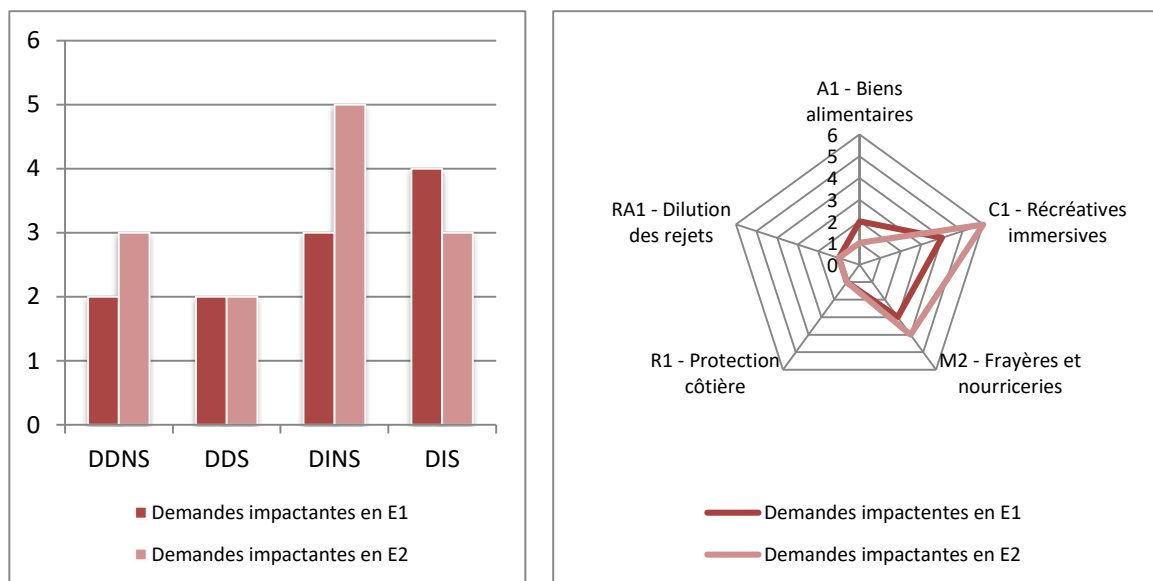 6
5
4
3
2
1
0
DDNS
DDS
DINS
DIS
Demandes impactantes en E1
Demandes impactantes en E2
A1 - Biens
alimentaires
6
5
4
3
2
1
0
C1 - Récréatives
immersives
M2 - Frayères et
nourriceries
R1 - Protection
côtière
RA1 - Dilution
des rejets
Demandes impactentes en E1
Demandes impactantes en E2